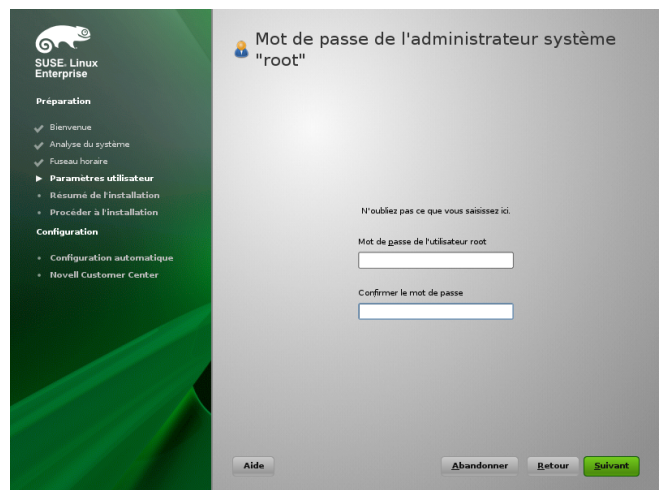 SUSE. Linux
Enterprise
Préparation
Bienvenue
Analyse du système
Fuseau horaire
Paramètres utilisateur
Résumé de l'installation
Procéder à l'installation
Configuration
Configuration automatique
Novell Customer Center
Mot de passe de l'administrateur système
"root"
N'oubliez pas ce que vous saisissez ici.
Mot de passe de l'utilisateur root
Confirmer le mot de passe
Aide
Abandonner
Retour
Suivant